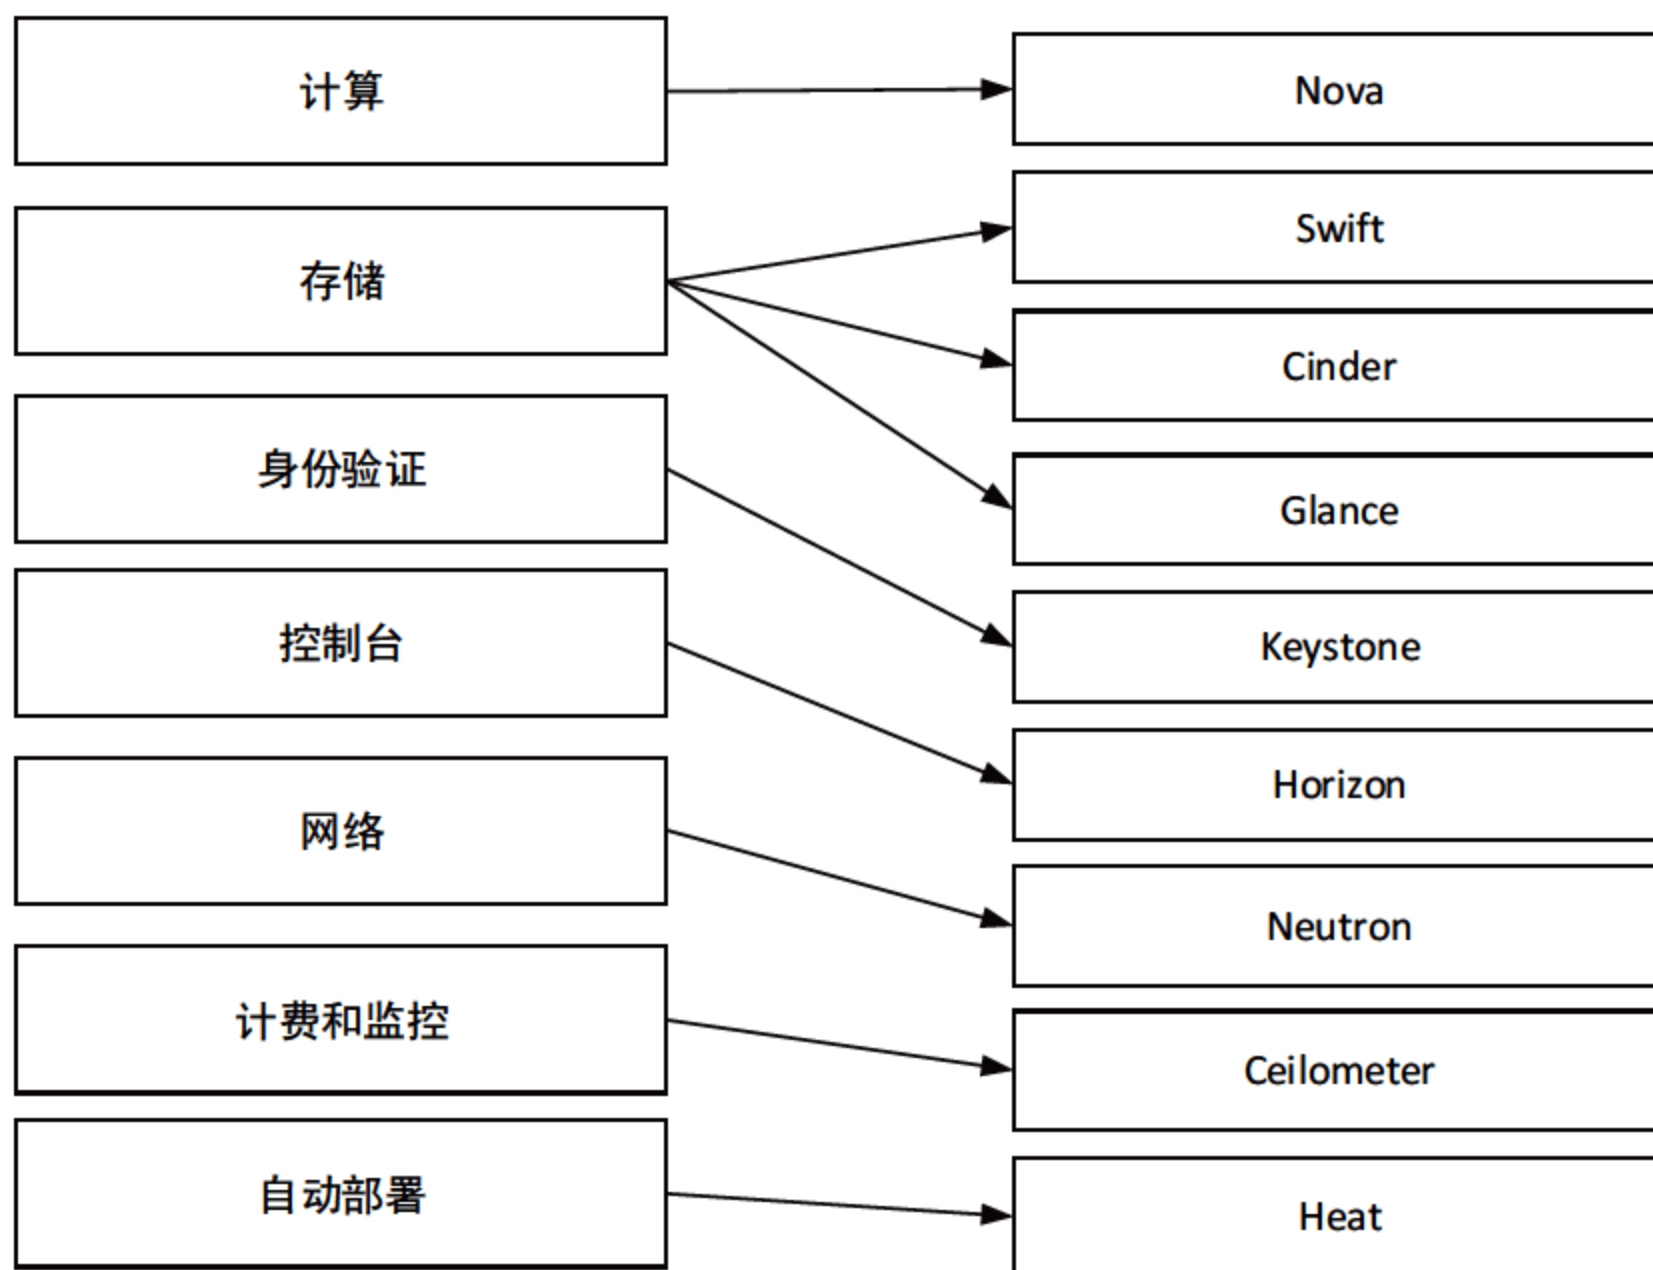 计算
Nova
存储
Swift
Cinder
Glance
身份验证
Keystone
控制台
Horizon
网络
Neutron
计费和监控
Ceilometer
自动部署
Heat